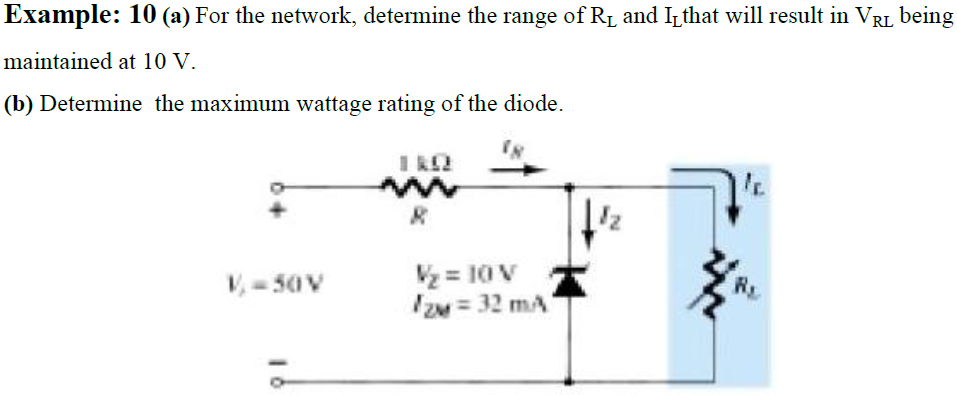 Example: 10 (a) For the network, determine the range of RL and ILthat will result in VRL being
maintained at 10 V.
(b) Determine the maximum wattage rating of the diode.
1 kΩ
IR
+
R
IZ
IL
Vi = 50 V
VZ = 10 V
IZM = 32 mA
RL
–